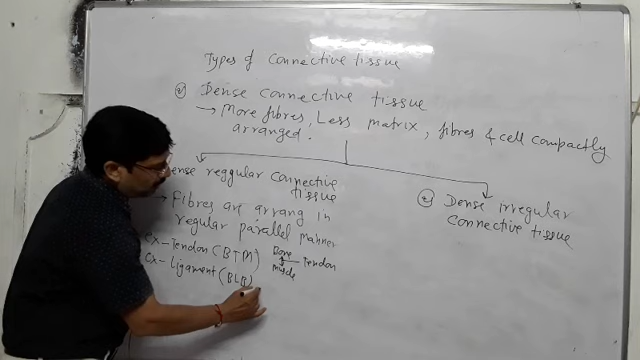 Types of Connective tissue
Dense connective tissue
→ More fibres, Less matrix, fibres & cell compactly
arranged.
ense reggular connective
tissue
→ Fibres are arrang in
regular parallel manner
ex - Tendon (BTM)
Bone
Muscle
Tendon
ex - Ligament (BLB)
② Dense irregular
connective tissue